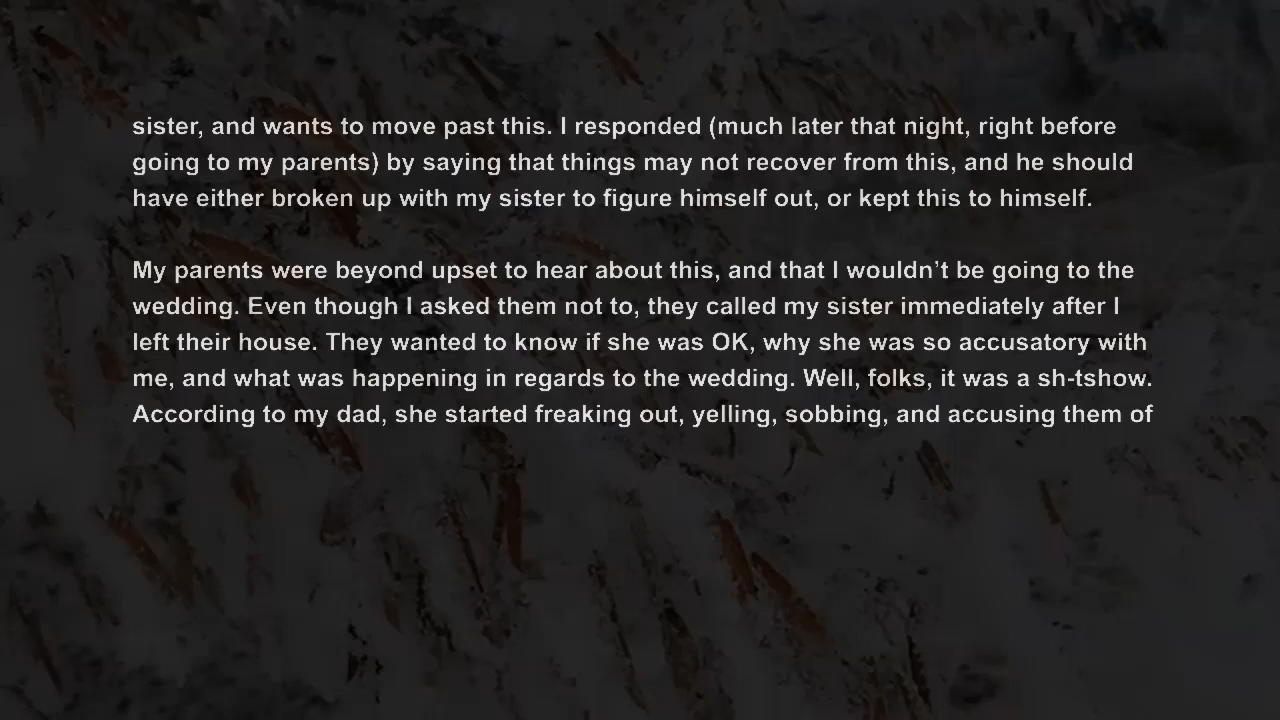 sister, and wants to move past this. I responded (much later that night, right before
going to my parents) by saying that things may not recover from this, and he should
have either broken up with my sister to figure himself out, or kept this to himself.
My parents were beyond upset to hear about this, and that I wouldn’t be going to the
wedding. Even though I asked them not to, they called my sister immediately after I
left their house. They wanted to know if she was OK, why she was so accusatory with
me, and what was happening in regards to the wedding. Well, folks, it was a sh-tshow.
According to my dad, she started freaking out, yelling, sobbing, and accusing them of